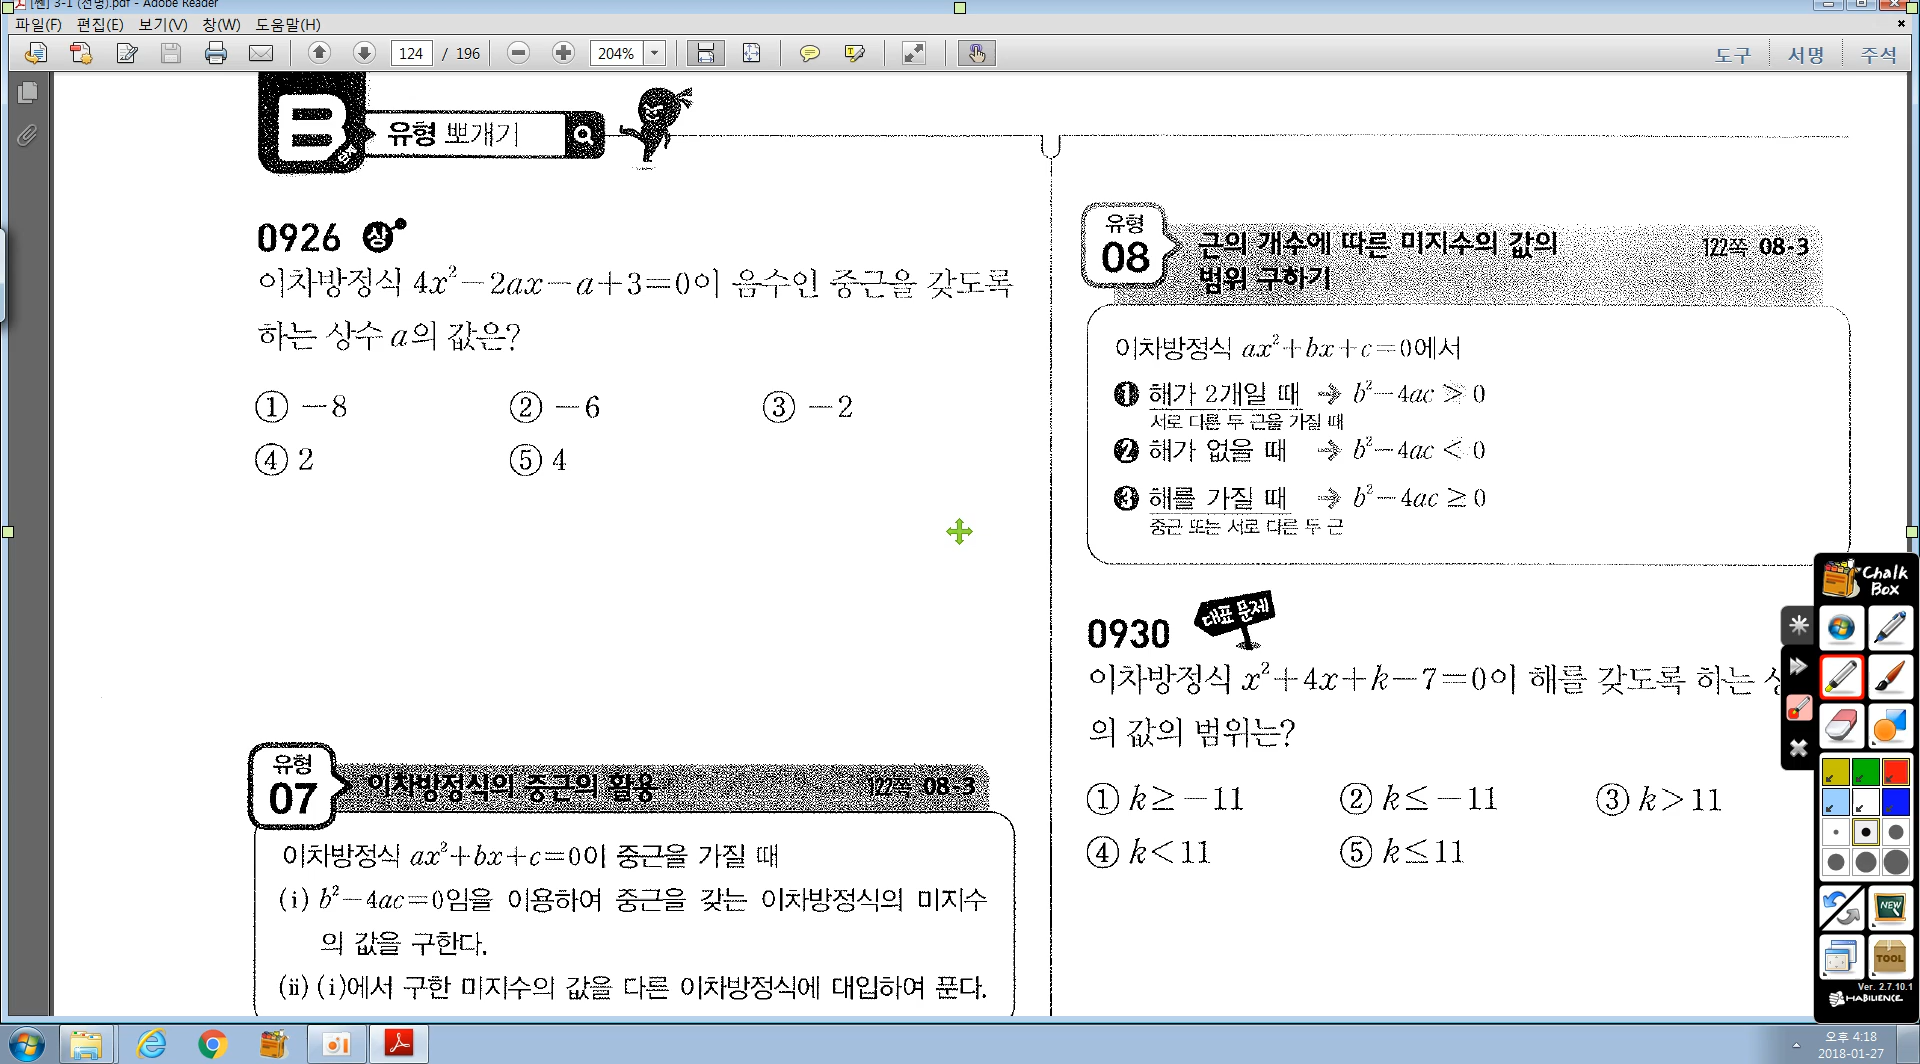 [쎈] 3-1 (선생).pdf - Adobe Reader
파일(F) 편집(E) 보기(V) 창(W) 도움말(H)
124 / 196 204%
도구 서명 주석
B
유형 뽀개기
0926 상
이차방정식 4x²-2ax-a+3=0이 음수인 중근을 갖도록
하는 상수 a의 값은?
① -8 ② -6 ③ -2
④ 2 ⑤ 4
유형 07 이차방정식의 중근의 활용 122쪽 08-3
이차방정식 ax²+bx+c=0이 중근을 가질 때
(ⅰ) b²-4ac=0임을 이용하여 중근을 갖는 이차방정식의 미지수
의 값을 구한다.
(ⅱ) (ⅰ)에서 구한 미지수의 값을 다른 이차방정식에 대입하여 푼다.
유형 08 근의 개수에 따른 미지수의 값의 122쪽 08-3
범위 구하기
이차방정식 ax²+bx+c=0에서
❶ 해가 2개일 때 → b²-4ac > 0
서로 다른 두 근을 가질 때
❷ 해가 없을 때 → b²-4ac < 0
❸ 해를 가질 때 → b²-4ac ≥ 0
중근 또는 서로 다른 두 근
0930 대표 문제
이차방정식 x²+4x+k-7=0이 해를 갖도록 하는
의 값의 범위는?
① k≥-11 ② k≤-11 ③ k>11
④ k<11 ⑤ k≤11
Chalk
Box
NEW
TOOL
Ver. 2.7.10.1
HABILIENCE
오후 4:18
2018-01-27